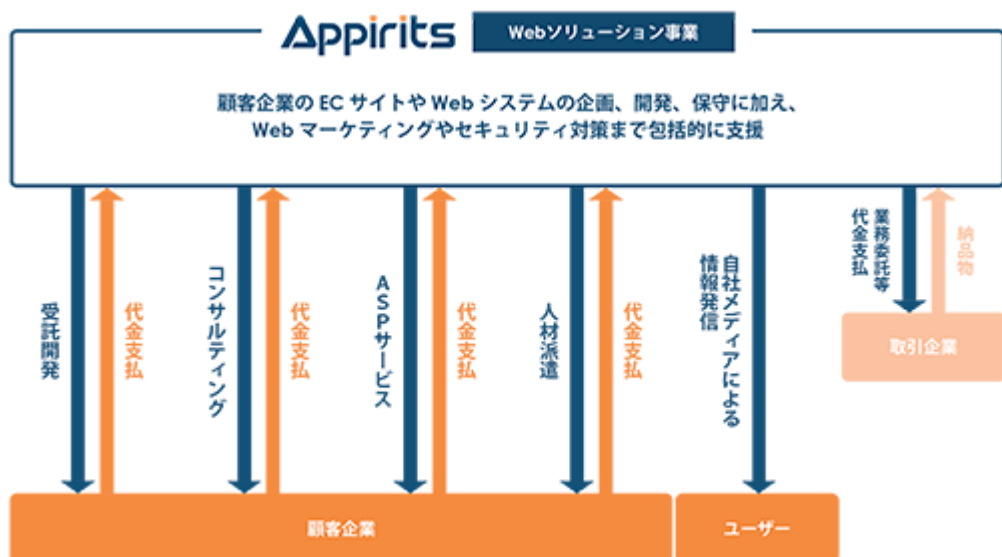 Appirits
Webソリューション事業
顧客企業の EC サイトや Web システムの企画、開発、保守に加え、
Web マーケティングやセキュリティ対策まで包括的に支援
受託開発
代金支払
コンサルティング
代金支払
ASPサービス
代金支払
人材派遣
代金支払
自社メディアによる
情報発信
業務委託等
代金支払
納品物
取引企業
顧客企業
ユーザー